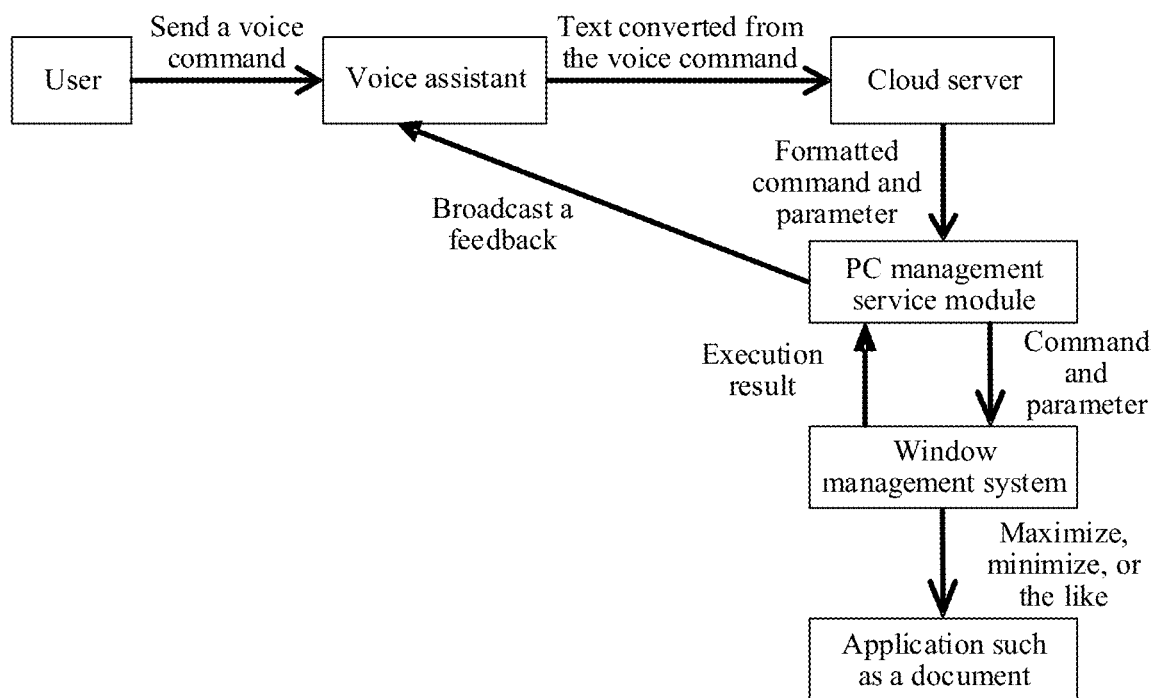 Send a voice
command
Text converted from
the voice command
User
Voice assistant
Cloud server
Formatted
command and
parameter
Broadcast a
feedback
PC management
service module
Execution
result
Command
and
parameter
Window
management system
Maximize,
minimize, or
the like
Application such
as a document